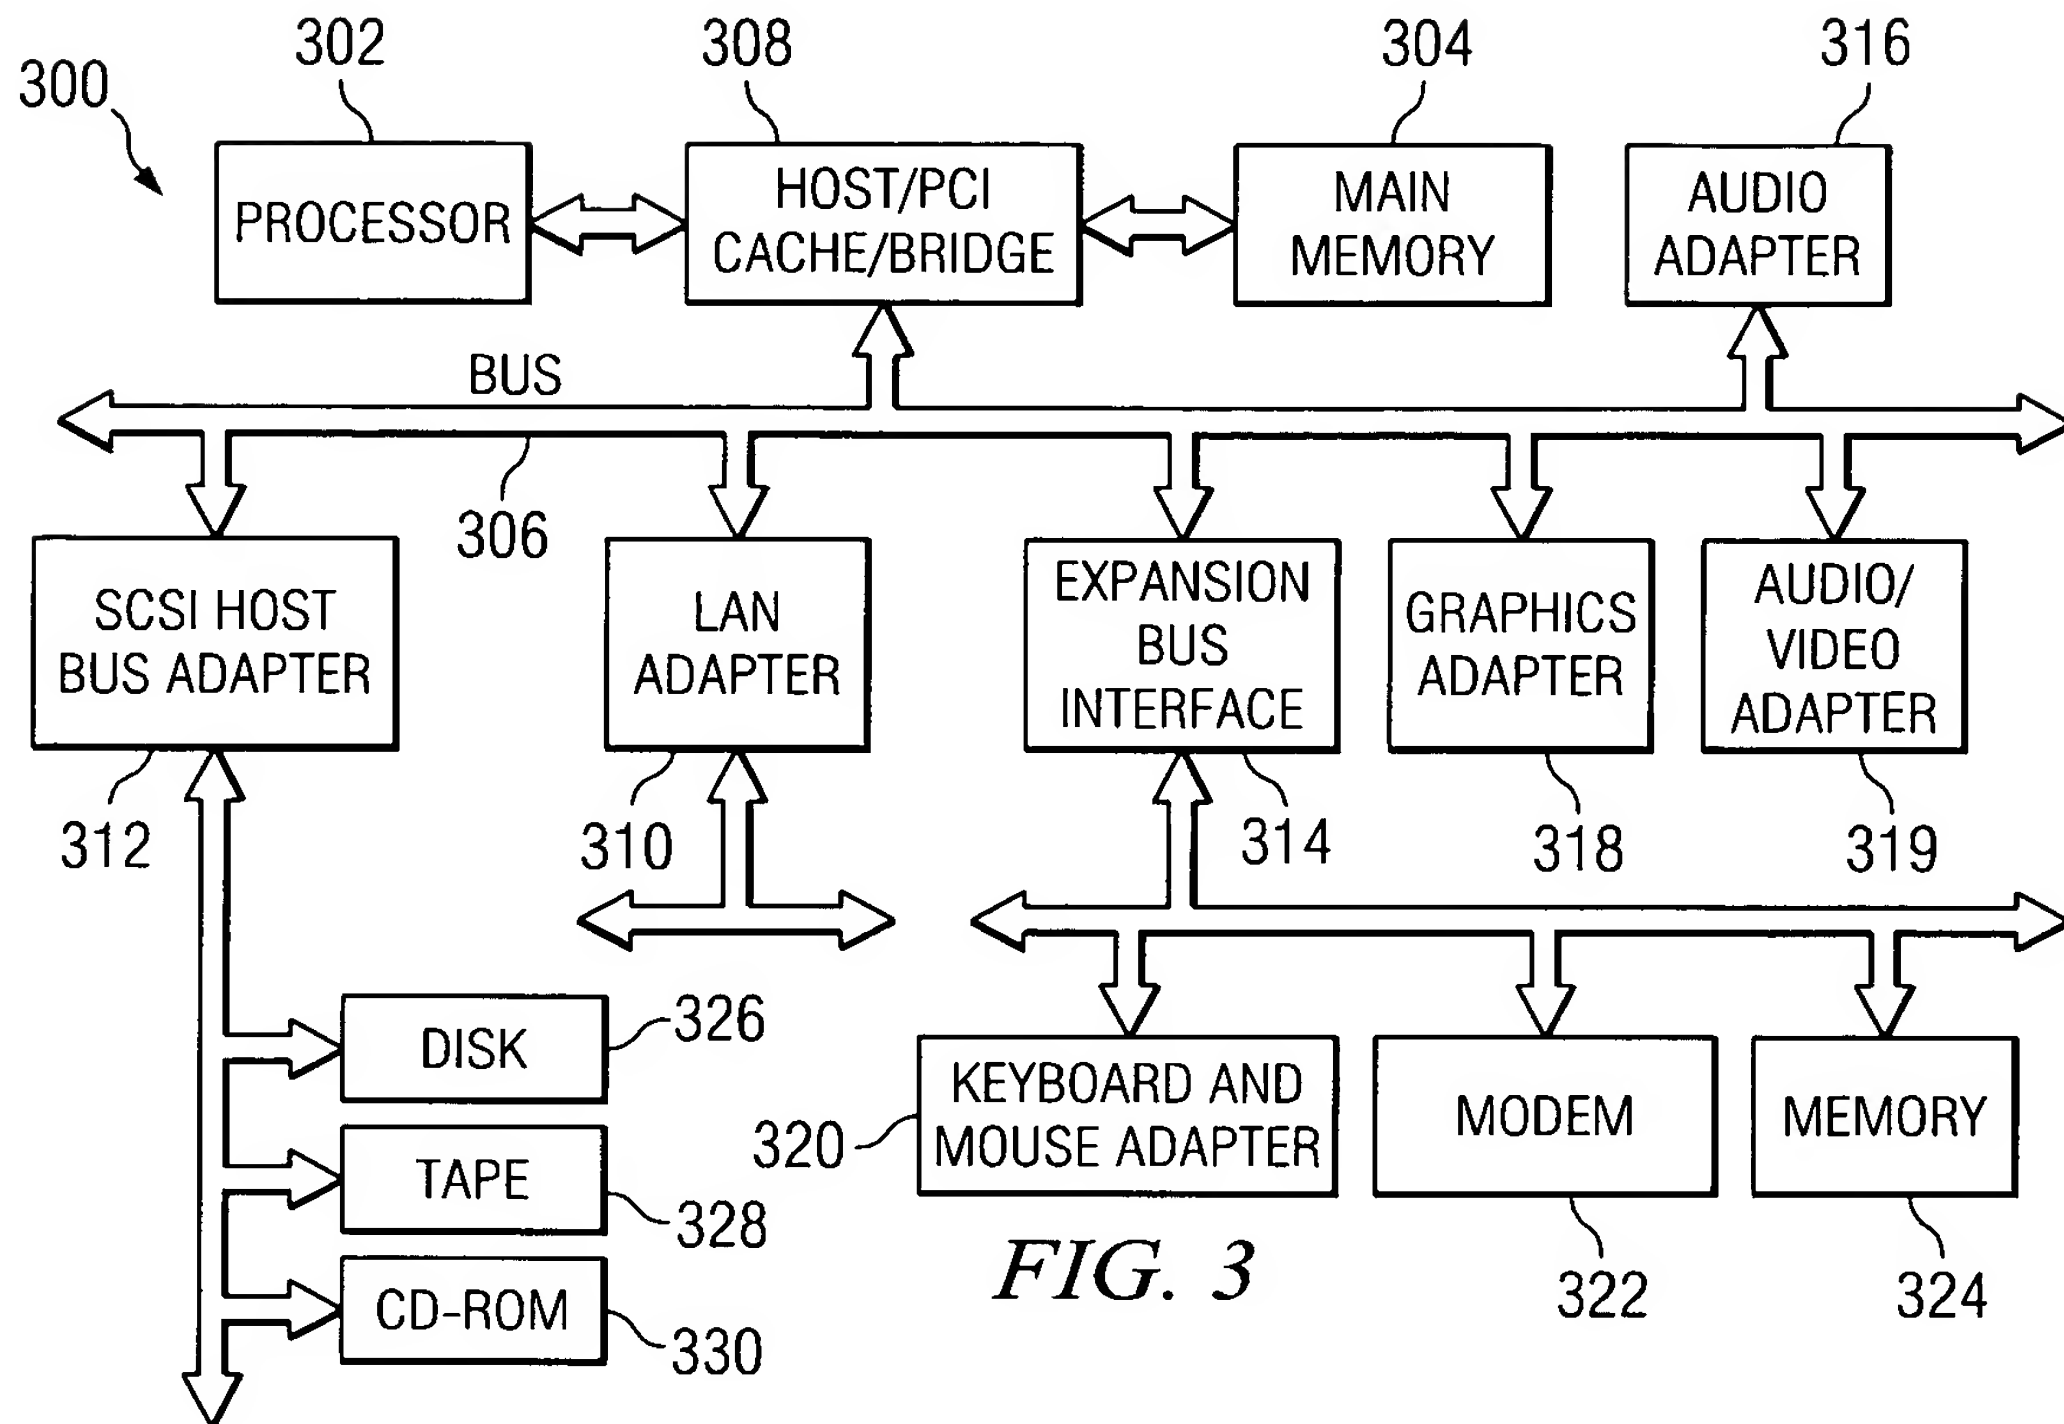 302
308
304
316
300
PROCESSOR
HOST/PCI
CACHE/BRIDGE
MAIN
MEMORY
AUDIO
ADAPTER
BUS
306
SCSI HOST
BUS ADAPTER
LAN
ADAPTER
EXPANSION
BUS
INTERFACE
GRAPHICS
ADAPTER
AUDIO/
VIDEO
ADAPTER
312
310
314
318
319
DISK
326
TAPE
328
CD-ROM
330
KEYBOARD AND
MOUSE ADAPTER
320
MODEM
MEMORY
322
324
FIG. 3